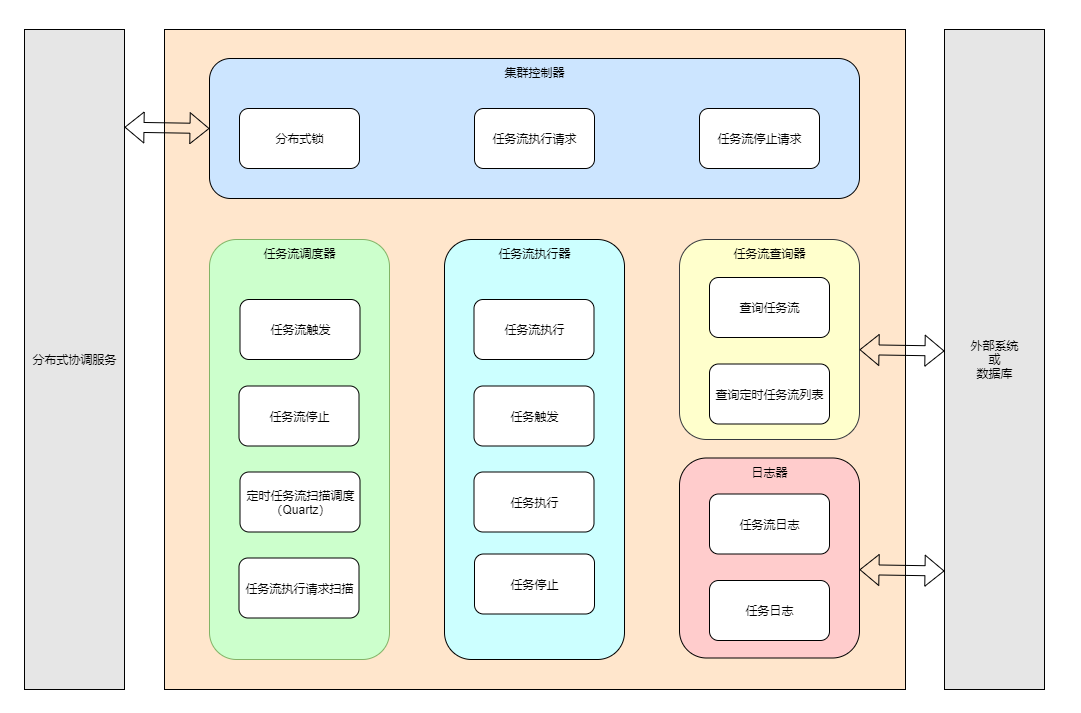 分布式协调服务
集群控制器
分布式锁
任务流执行请求
任务流停止请求
任务流调度器
任务流触发
任务流停止
定时任务流扫描调度
（Quartz）
任务流执行请求扫描
任务流执行器
任务流执行
任务触发
任务执行
任务停止
任务流查询器
查询任务流
查询定时任务流列表
日志器
任务流日志
任务日志
外部系统
或
数据库